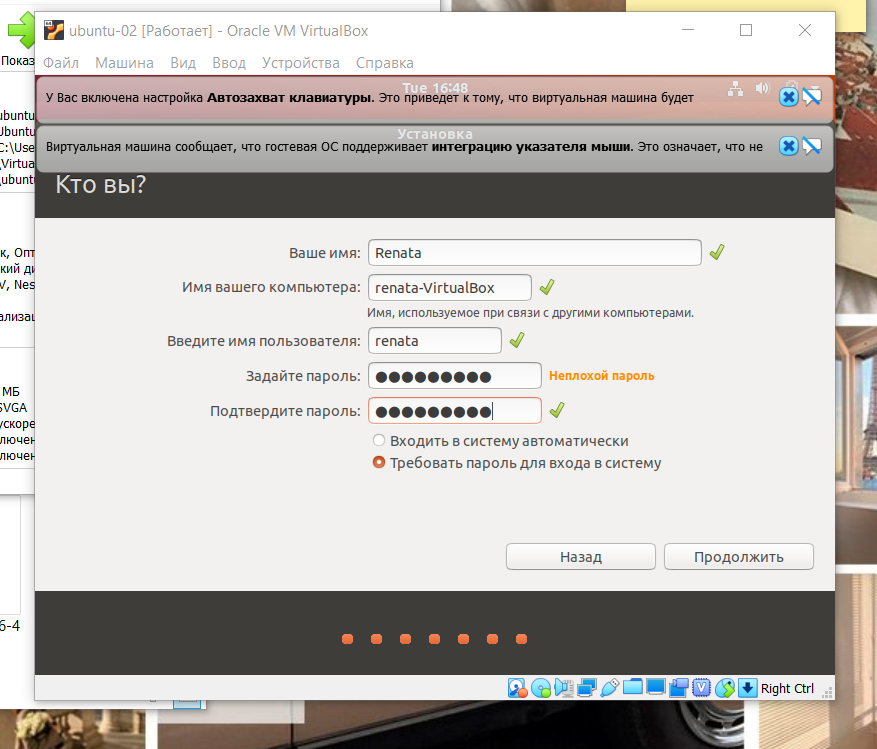 ubuntu-02 [Работает] - Oracle VM VirtualBox
Файл Машина Вид Ввод Устройства Справка
Показ
Tue 16:48
У Вас включена настройка Автозахват клавиатуры. Это приведет к тому, что виртуальная машина будет
Установка
Виртуальная машина сообщает, что гостевая ОС поддерживает интеграцию указателя мыши. Это означает, что не
Кто вы?
Ваше имя: Renata
Имя вашего компьютера: renata-VirtualBox
Имя, используемое при связи с другими компьютерами.
Введите имя пользователя: renata
Задайте пароль: ●●●●●●●●● Неплохой пароль
Подтвердите пароль: ●●●●●●●●●
Входить в систему автоматически
Требовать пароль для входа в систему
Назад Продолжить
МБ
6-4
Right Ctrl